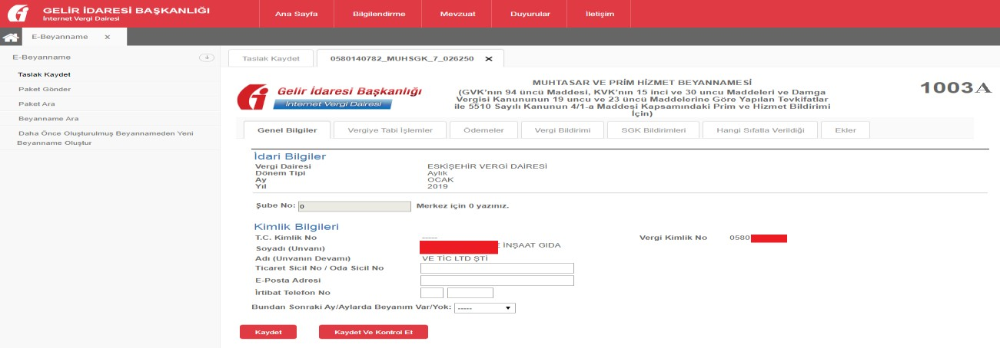 GELİR İDARESİ BAŞKANLIĞI
İnternet Vergi Dairesi
Ana Sayfa
Bilgilendirme
Mevzuat
Duyurular
İletişim
E-Beyanname x
E-Beyanname
Taslak Kaydet
Paket Gönder
Paket Ara
Beyanname Ara
Daha Önce Oluşturulmuş Beyannameden Yeni
Beyanname Oluştur
Taslak Kaydet
0580140782_MUHSGK_7_026250 x
Gelir İdaresi Başkanlığı
İnternet Vergi Dairesi
MUHTASAR VE PRİM HİZMET BEYANNAMESİ
(GVK'nın 94 üncü Maddesi, KVK'nın 15 inci ve 30 uncu Maddeleri ve Damga
Vergisi Kanununun 19 uncu ve 23 üncü Maddelerine Göre Yapılan Tevkifatlar
ile 5510 Sayılı Kanunun 4/1-a Maddesi Kapsamındaki Prim ve Hizmet Bildirimi
İçin)
1003A
Genel Bilgiler
Vergiye Tabi İşlemler
Ödemeler
Vergi Bildirimi
SGK Bildirimleri
Hangi Sıfatla Verildiği
Ekler
İdari Bilgiler
Vergi Dairesi ESKİŞEHİR VERGİ DAİRESİ
Dönem Tipi Aylık
Ay OCAK
Yıl 2019
Şube No: 0 Merkez için 0 yazınız.
Kimlik Bilgileri
T.C. Kimlik No ----- Vergi Kimlik No 0580
Soyadı (Unvanı) E İNŞAAT GIDA
Adı (Unvanın Devamı) VE TİC LTD ŞTİ
Ticaret Sicil No / Oda Sicil No
E-Posta Adresi
İrtibat Telefon No
Bundan Sonraki Ay/Aylarda Beyanım Var/Yok: -----
Kaydet
Kaydet Ve Kontrol Et